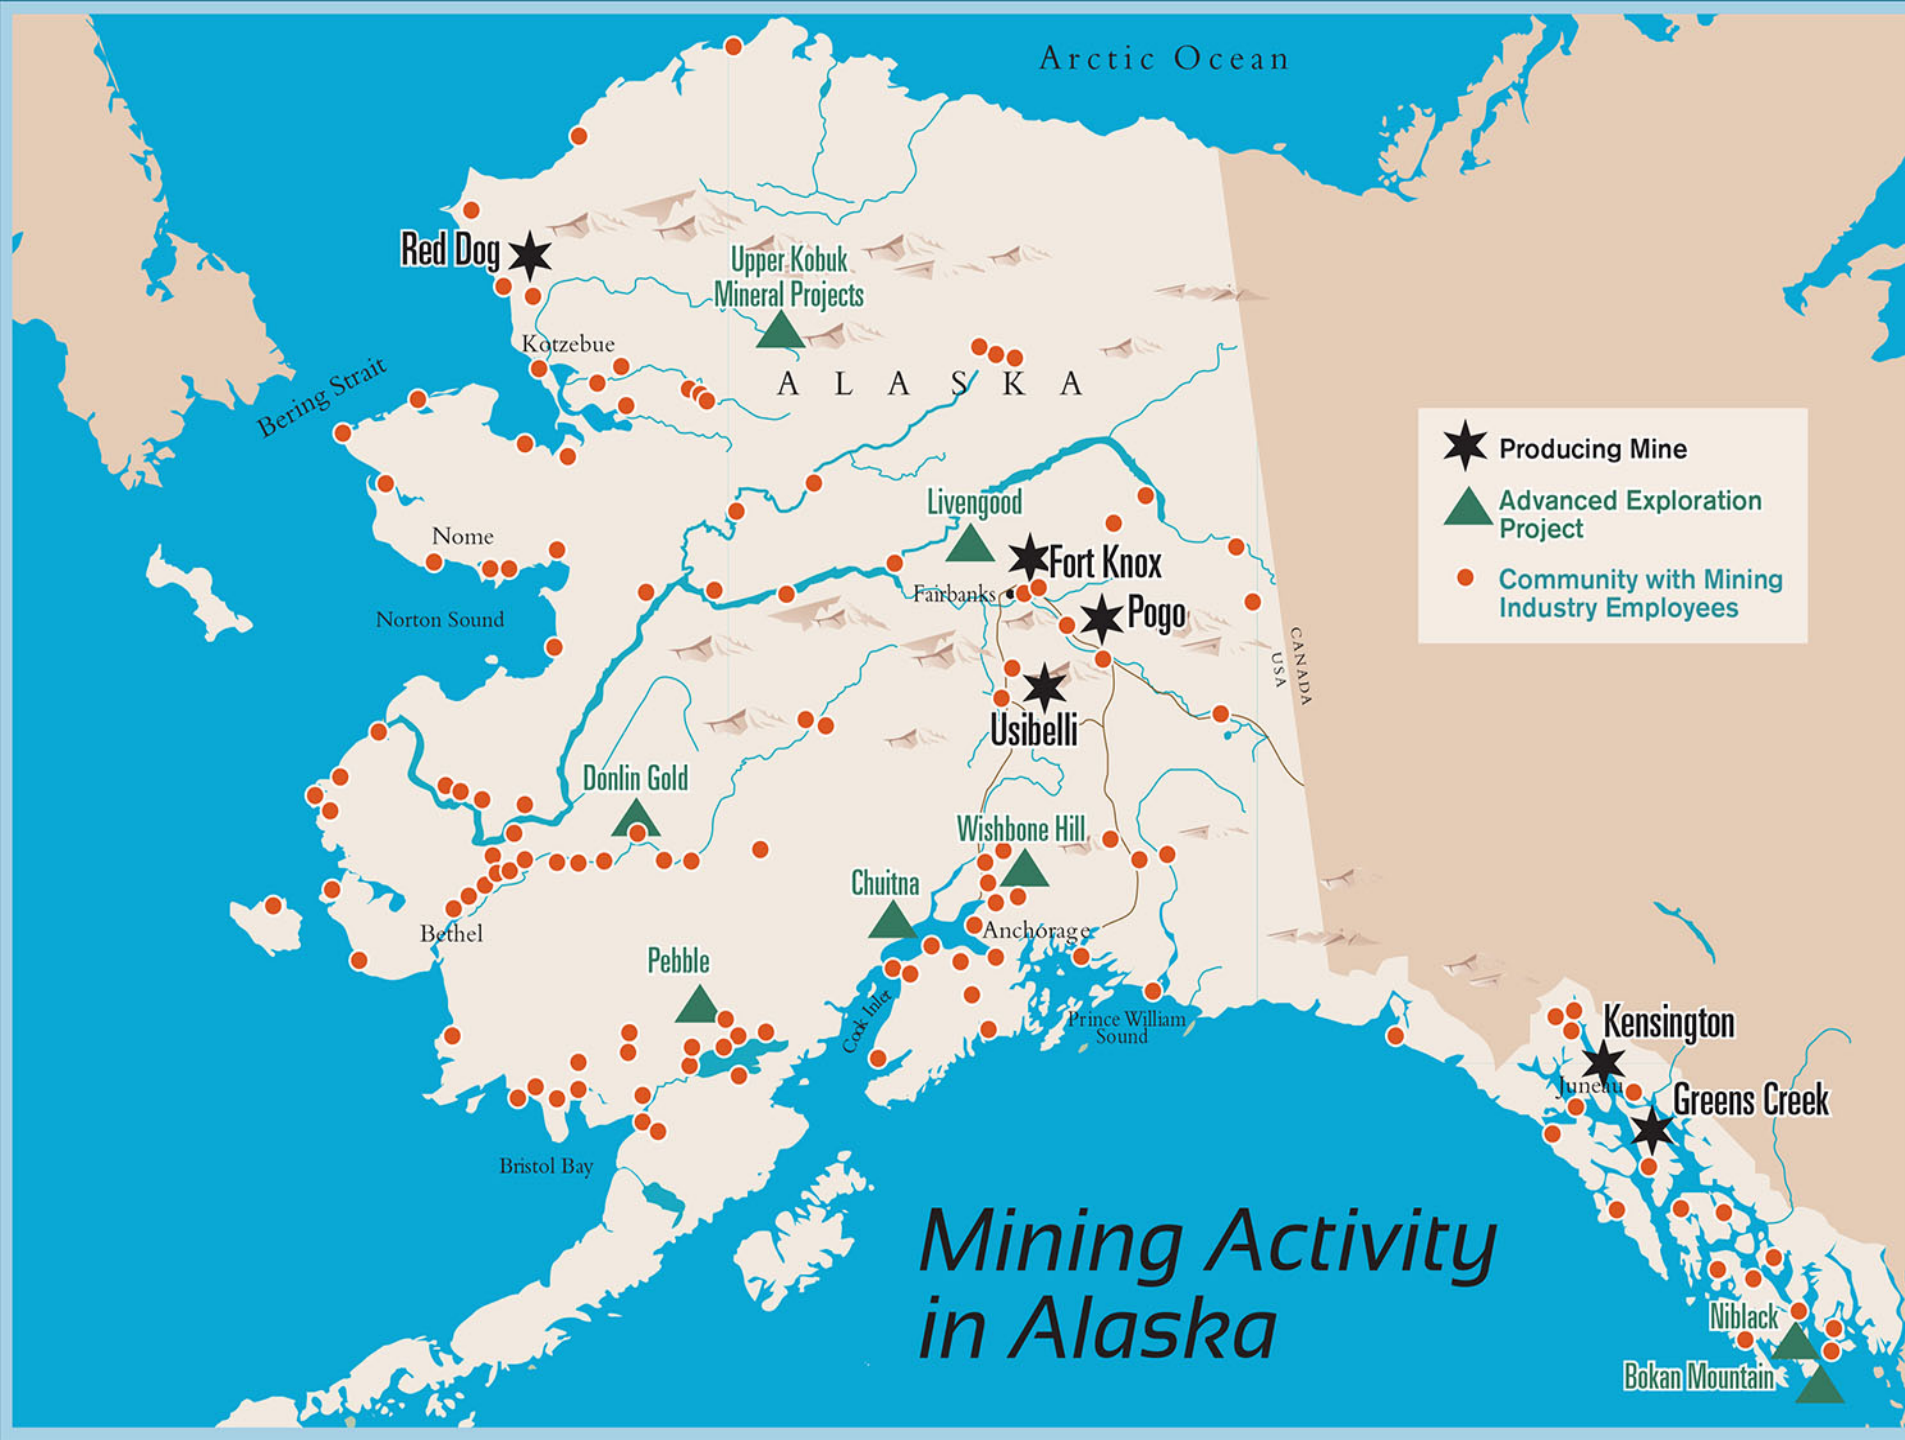 Arctic Ocean
Red Dog
Upper Kobuk
Mineral Projects
Kotzebue
Bering Strait
ALASKA
Producing Mine
Advanced Exploration
Project
Community with Mining
Industry Employees
Livengood
Nome
Fort Knox
Fairbanks
Pogo
Norton Sound
CANADA
USA
Usibelli
Donlin Gold
Wishbone Hill
Chuitna
Bethel
Anchorage
Pebble
Cook Inlet
Prince William
Sound
Kensington
Juneau
Greens Creek
Bristol Bay
Mining Activity
in Alaska
Niblack
Bokan Mountain